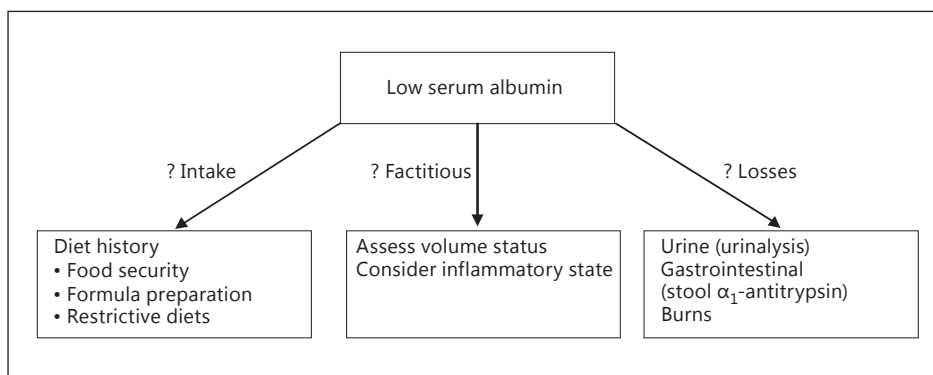 Low serum albumin
? Intake
? Factitious
? Losses
Diet history
• Food security
• Formula preparation
• Restrictive diets
Assess volume status
Consider inflammatory state
Urine (urinalysis)
Gastrointestinal
(stool α₁-antitrypsin)
Burns